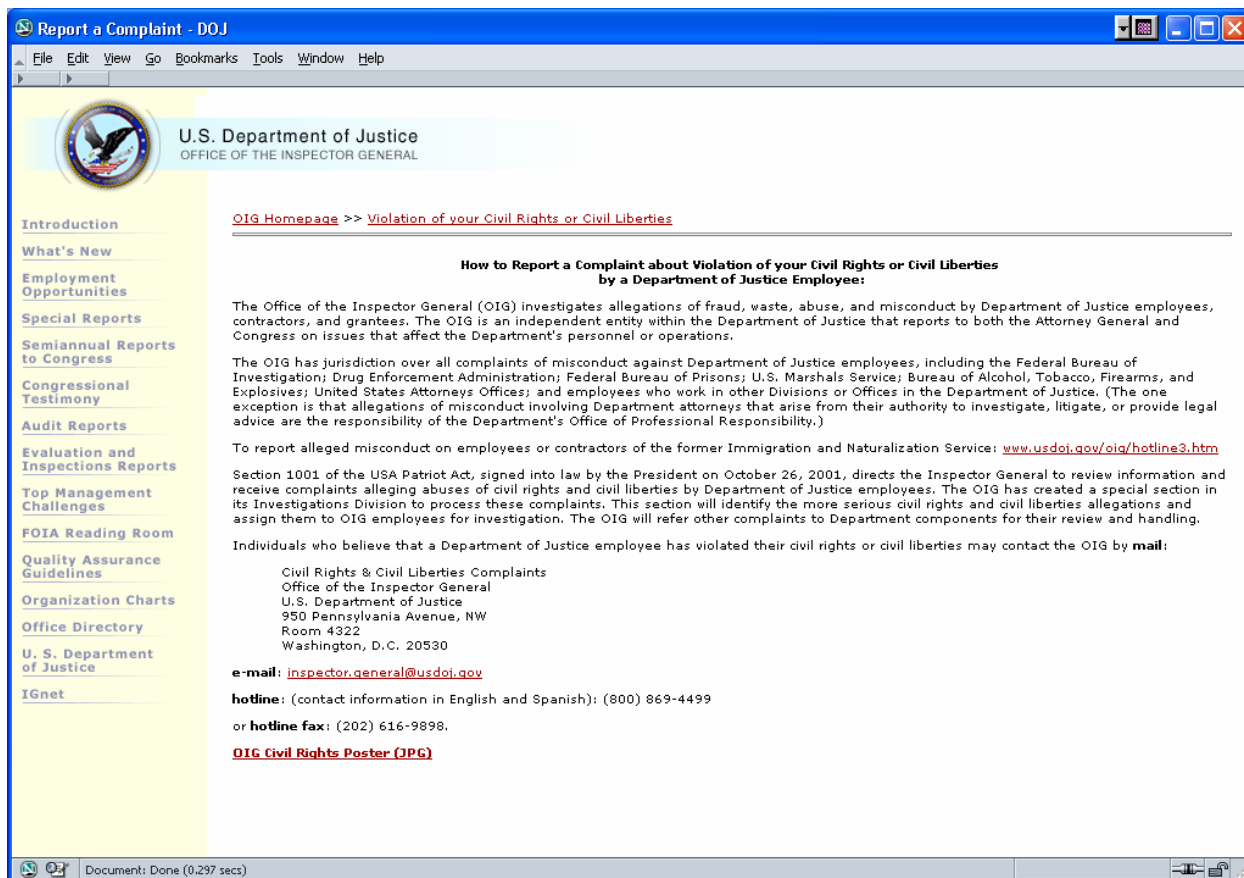 Report a Complaint - DOJ
File Edit View Go Bookmarks Tools Window Help
U.S. Department of Justice
OFFICE OF THE INSPECTOR GENERAL
Introduction
What's New
Employment
Opportunities
Special Reports
Semiannual Reports
to Congress
Congressional
Testimony
Audit Reports
Evaluation and
Inspections Reports
Top Management
Challenges
FOIA Reading Room
Quality Assurance
Guidelines
Organization Charts
Office Directory
U. S. Department
of Justice
IGnet
OIG Homepage >> Violation of your Civil Rights or Civil Liberties
How to Report a Complaint about Violation of your Civil Rights or Civil Liberties
by a Department of Justice Employee:
The Office of the Inspector General (OIG) investigates allegations of fraud, waste, abuse, and misconduct by Department of Justice employees,
contractors, and grantees. The OIG is an independent entity within the Department of Justice that reports to both the Attorney General and
Congress on issues that affect the Department's personnel or operations.
The OIG has jurisdiction over all complaints of misconduct against Department of Justice employees, including the Federal Bureau of
Investigation; Drug Enforcement Administration; Federal Bureau of Prisons; U.S. Marshals Service; Bureau of Alcohol, Tobacco, Firearms, and
Explosives; United States Attorneys Offices; and employees who work in other Divisions or Offices in the Department of Justice. (The one
exception is that allegations of misconduct involving Department attorneys that arise from their authority to investigate, litigate, or provide legal
advice are the responsibility of the Department's Office of Professional Responsibility.)
To report alleged misconduct on employees or contractors of the former Immigration and Naturalization Service: www.usdoj.gov/oig/hotline3.htm
Section 1001 of the USA Patriot Act, signed into law by the President on October 26, 2001, directs the Inspector General to review information and
receive complaints alleging abuses of civil rights and civil liberties by Department of Justice employees. The OIG has created a special section in
its Investigations Division to process these complaints. This section will identify the more serious civil rights and civil liberties allegations and
assign them to OIG employees for investigation. The OIG will refer other complaints to Department components for their review and handling.
Individuals who believe that a Department of Justice employee has violated their civil rights or civil liberties may contact the OIG by mail:
Civil Rights & Civil Liberties Complaints
Office of the Inspector General
U.S. Department of Justice
950 Pennsylvania Avenue, NW
Room 4322
Washington, D.C. 20530
e-mail: inspector.general@usdoj.gov
hotline: (contact information in English and Spanish): (800) 869-4499
or hotline fax: (202) 616-9898.
OIG Civil Rights Poster (JPG)
Document: Done (0.297 secs)